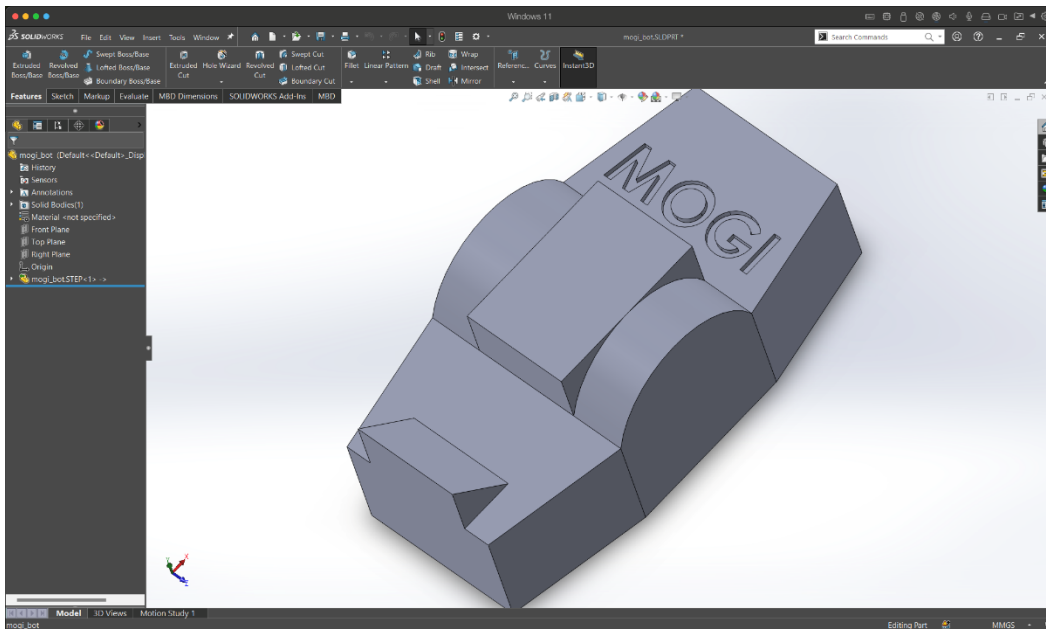 Windows 11
SOLIDWORKS File Edit View Insert Tools Window
mogi_bot.SLDPRT *
Search Commands
Extruded Boss/Base
Revolved Boss/Base
Swept Boss/Base
Lofted Boss/Base
Boundary Boss/Base
Extruded Cut
Hole Wizard
Revolved Cut
Swept Cut
Lofted Cut
Boundary Cut
Fillet
Linear Pattern
Rib
Draft
Shell
Wrap
Intersect
Mirror
Referenc...
Curves
Instant3D
Features Sketch Markup Evaluate MBD Dimensions SOLIDWORKS Add-Ins MBD
mogi_bot (Default<<Default>_Disp
History
Sensors
Annotations
Solid Bodies(1)
Material <not specified>
Front Plane
Top Plane
Right Plane
Origin
mogi_bot.STEP<1> ->
MOGI
Model 3D Views Motion Study 1
mogi_bot
Editing Part
MMGS